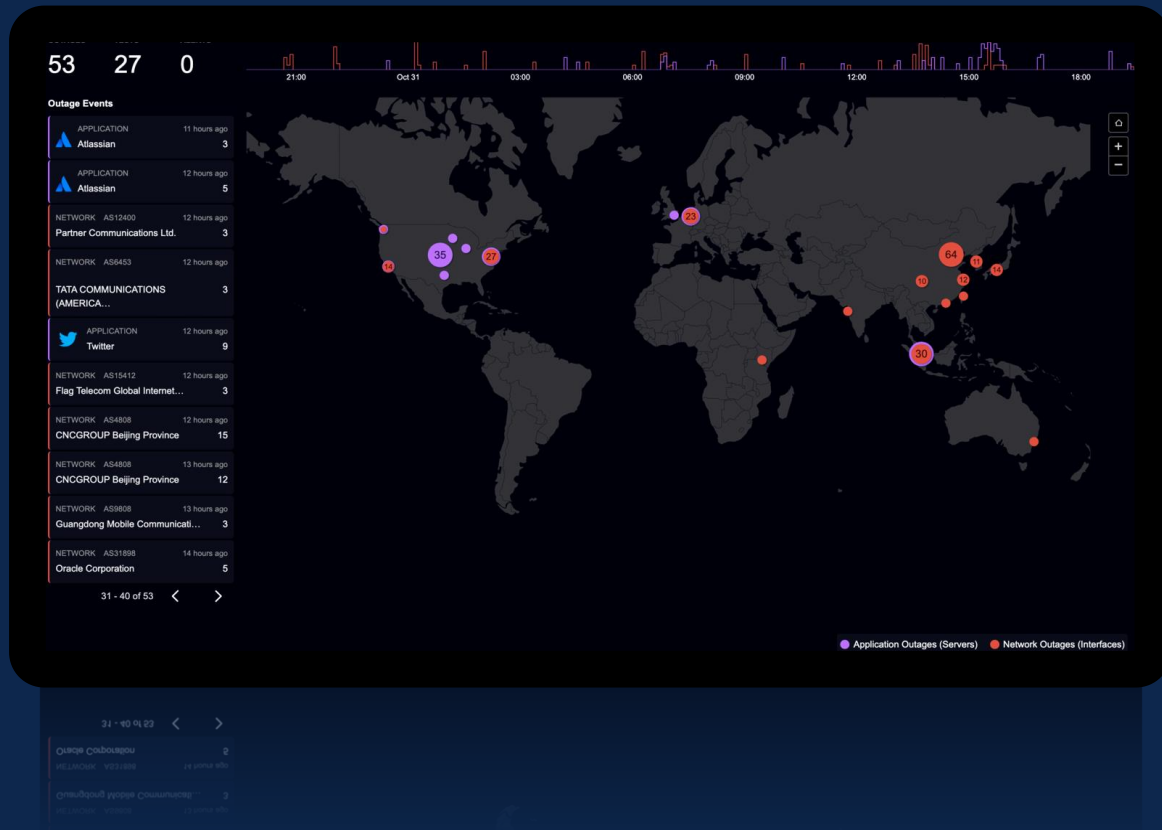 53 27 0
21:00 Oct 31 03:00 06:00 09:00 12:00 15:00 18:00
Outage Events
APPLICATION 11 hours ago
Atlassian 3
APPLICATION 12 hours ago
Atlassian 5
NETWORK AS12400 12 hours ago
Partner Communications Ltd. 3
NETWORK AS6453 12 hours ago
TATA COMMUNICATIONS 3
(AMERICA...
APPLICATION 12 hours ago
Twitter 9
NETWORK AS15412 12 hours ago
Flag Telecom Global Internet... 3
NETWORK AS4808 12 hours ago
CNCGROUP Beijing Province 15
NETWORK AS4808 13 hours ago
CNCGROUP Beijing Province 12
NETWORK AS9808 13 hours ago
Guangdong Mobile Communicati... 3
NETWORK AS31898 14 hours ago
Oracle Corporation 5
31 - 40 of 53
23
35
27
14
64
11
14
10
12
30
Application Outages (Servers) Network Outages (Interfaces)